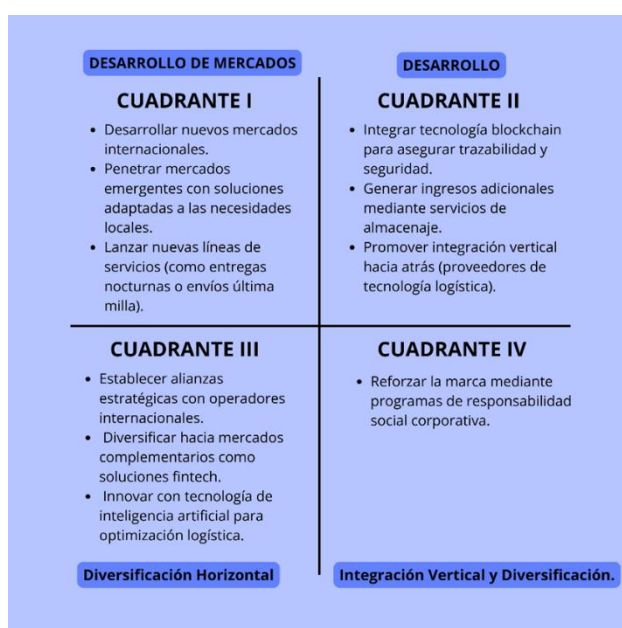 DESARROLLO DE MERCADOS
CUADRANTE I
• Desarrollar nuevos mercados
internacionales.
• Penetrar mercados
emergentes con soluciones
adaptadas a las necesidades
locales.
• Lanzar nuevas líneas de
servicios (como entregas
nocturnas o envíos última
milla).
DESARROLLO
CUADRANTE II
• Integrar tecnología blockchain
para asegurar trazabilidad y
seguridad.
• Generar ingresos adicionales
mediante servicios de
almacenaje.
• Promover integración vertical
hacia atrás (proveedores de
tecnología logística).
CUADRANTE III
• Establecer alianzas
estratégicas con operadores
internacionales.
• Diversificar hacia mercados
complementarios como
soluciones fintech.
• Innovar con tecnología de
inteligencia artificial para
optimización logística.
Diversificación Horizontal
CUADRANTE IV
• Reforzar la marca mediante
programas de responsabilidad
social corporativa.
Integración Vertical y Diversificación.